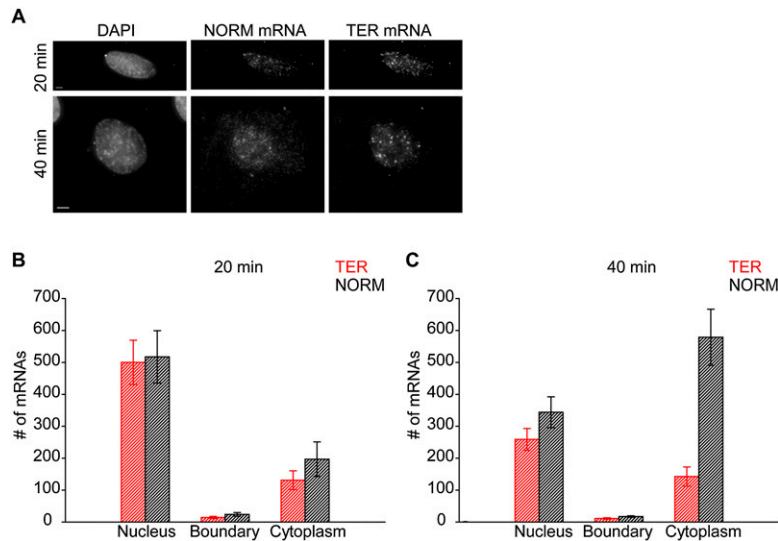 A
DAPI NORM mRNA TER mRNA
20 min
40 min
B
20 min
TER
NORM
# of mRNAs
700
600
500
400
300
200
100
0
Nucleus Boundary Cytoplasm
C
40 min
TER
NORM
# of mRNAs
700
600
500
400
300
200
100
0
Nucleus Boundary Cytoplasm